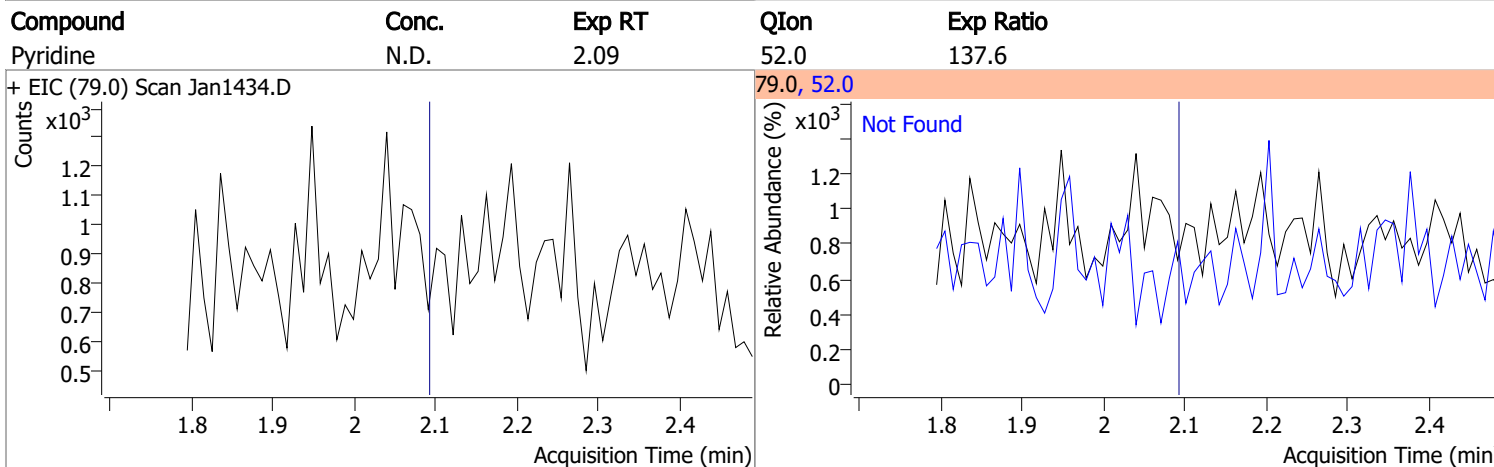 Compound Conc. Exp RT QIon Exp Ratio
Pyridine N.D. 2.09 52.0 137.6
+ EIC (79.0) Scan Jan1434.D
Counts
x10³
1.2
1.1
1
0.9
0.8
0.7
0.6
0.5
1.8 1.9 2 2.1 2.2 2.3 2.4
Acquisition Time (min)
79.0, 52.0
Relative Abundance (%)
x10³
Not Found
1.2
1
0.8
0.6
0.4
0.2
0
1.8 1.9 2 2.1 2.2 2.3 2.4
Acquisition Time (min